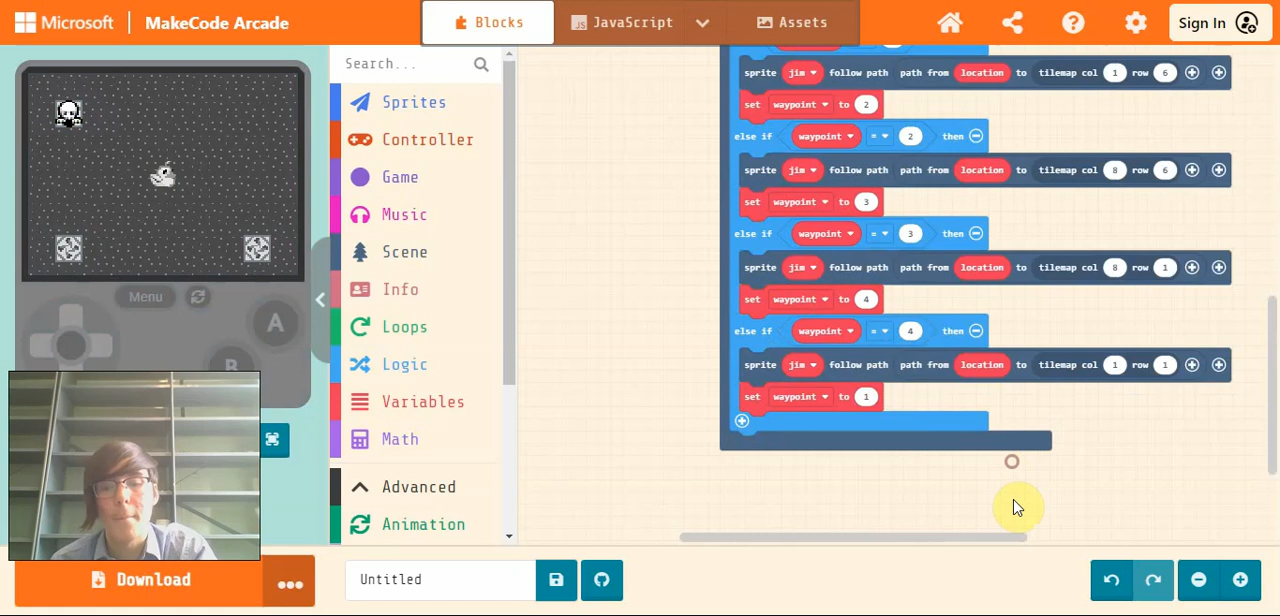 Microsoft MakeCode Arcade Blocks JavaScript Assets Sign In
Search...
Sprites
Controller
Game
Music
Scene
Info
Loops
Logic
Variables
Math
Advanced
Animation
Menu
A
B
sprite jim follow path path from location to tilemap col 1 row 6
set waypoint to 2
else if waypoint = 2 then
sprite jim follow path path from location to tilemap col 8 row 6
set waypoint to 3
else if waypoint = 3 then
sprite jim follow path path from location to tilemap col 8 row 1
set waypoint to 4
else if waypoint = 4 then
sprite jim follow path path from location to tilemap col 1 row 1
set waypoint to 1
Download
Untitled